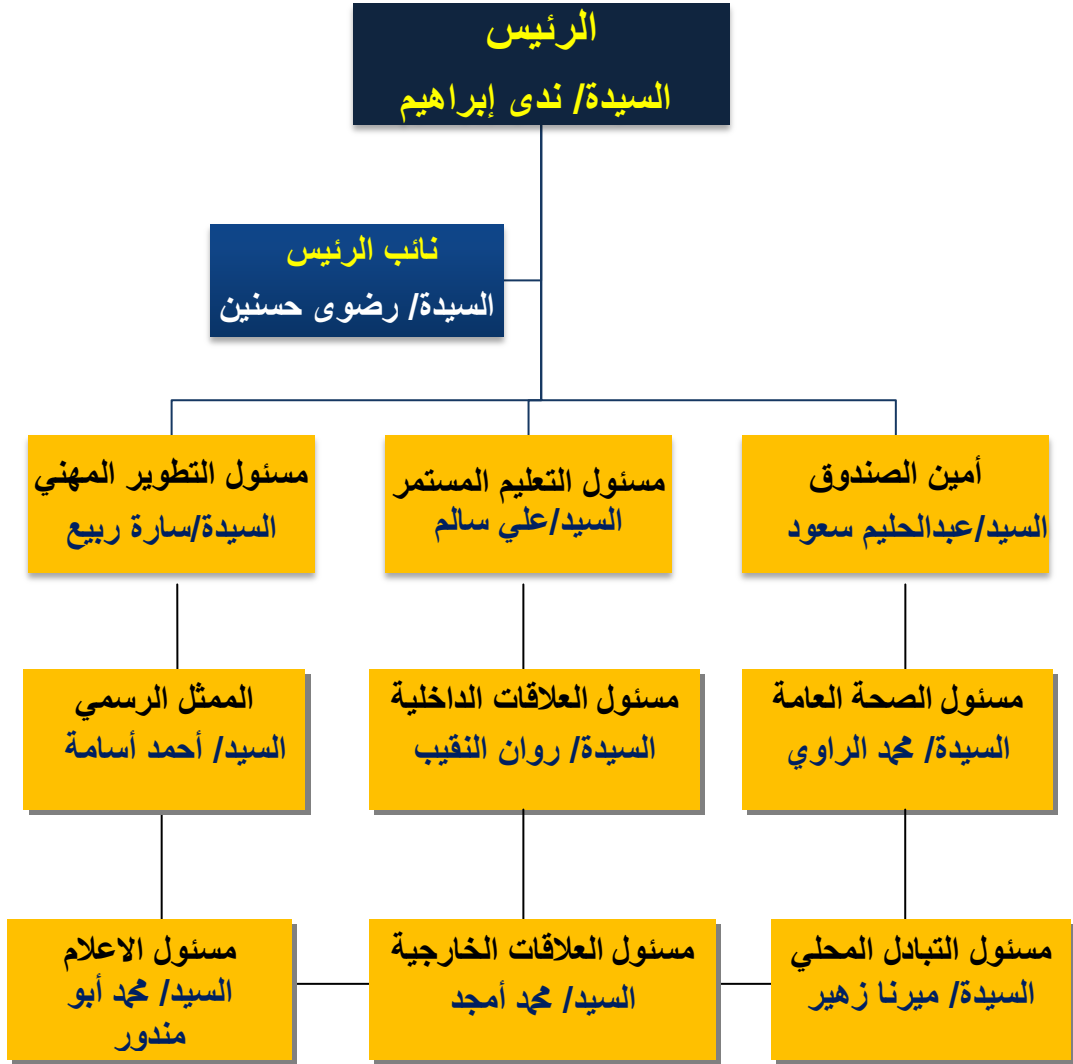 الرئيس
السيدة/ ندى إبراهيم
نائب الرئيس
السيدة/ رضوى حسنين
أمين الصندوق
السيد/عبدالحليم سعود
مسئول التعليم المستمر
السيد/علي سالم
مسئول التطوير المهني
السيدة/سارة ربيع
مسئول الصحة العامة
السيدة/ محمد الراوي
مسئول العلاقات الداخلية
السيدة/ روان النقيب
الممثل الرسمي
السيد/ أحمد أسامة
مسئول التبادل المحلي
السيدة/ ميرنا زهير
مسئول العلاقات الخارجية
السيد/ محمد أمجد
مسئول الاعلام
السيد/ محمد أبو
مندور